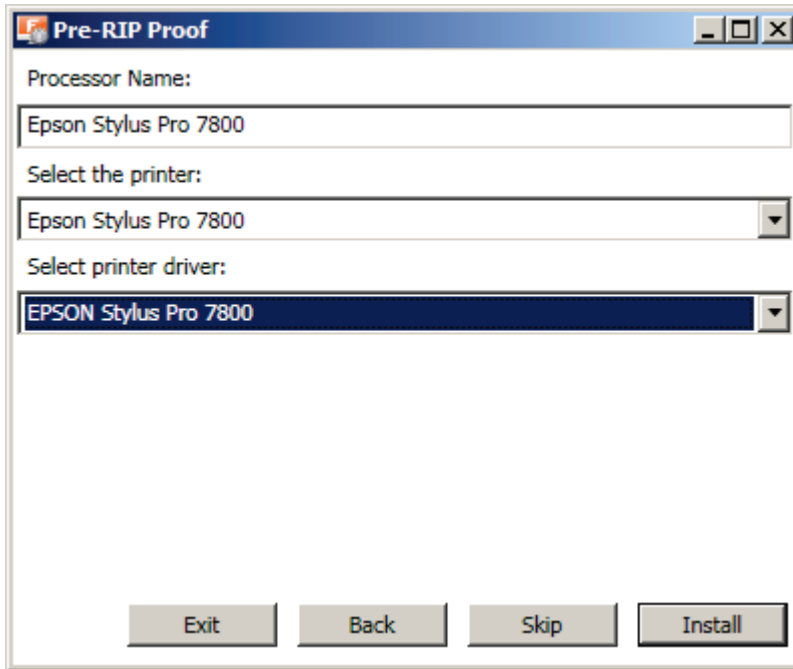 Pre-RIP Proof
Processor Name:
Epson Stylus Pro 7800
Select the printer:
Epson Stylus Pro 7800
Select printer driver:
EPSON Stylus Pro 7800
Exit Back Skip Install